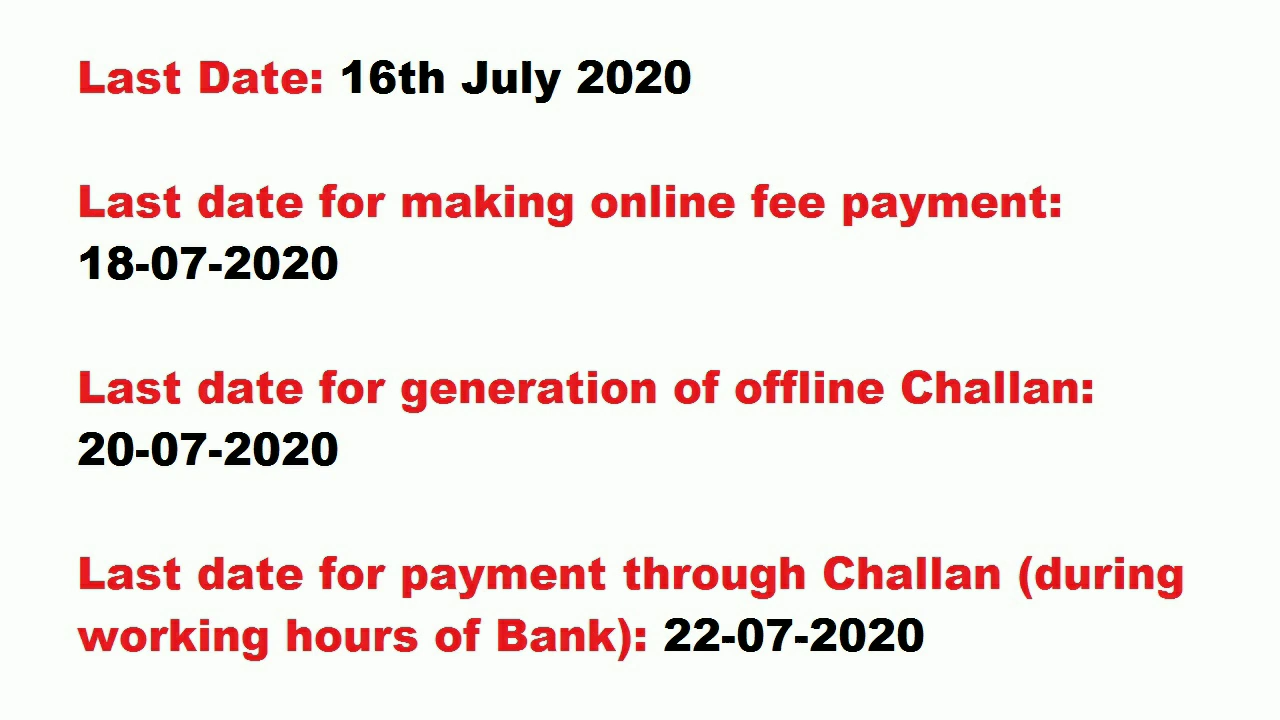 Last Date: 16th July 2020
Last date for making online fee payment:
18-07-2020
Last date for generation of offline Challan:
20-07-2020
Last date for payment through Challan (during
working hours of Bank): 22-07-2020